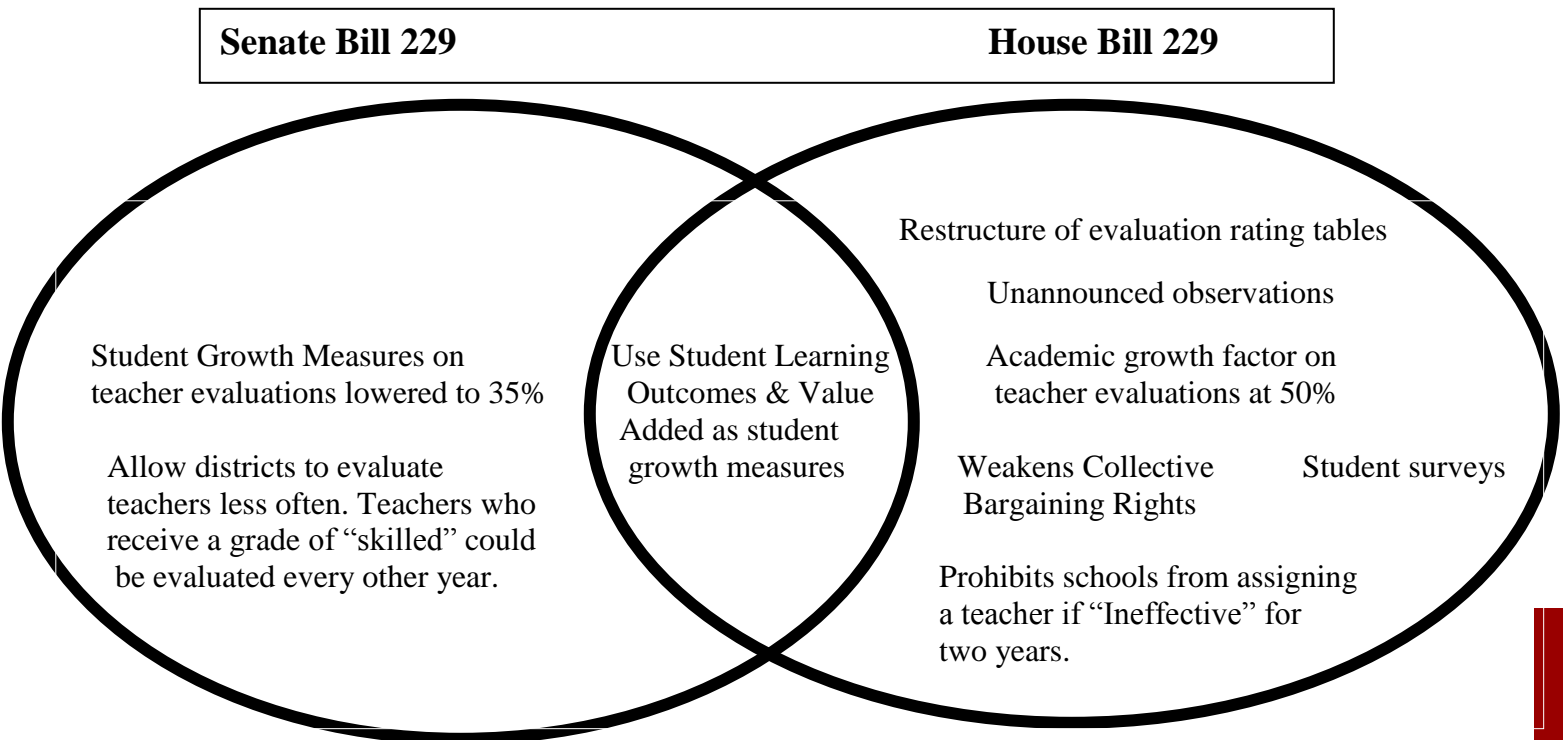 Senate Bill 229 House Bill 229
Student Growth Measures on
teacher evaluations lowered to 35%
Allow districts to evaluate
teachers less often. Teachers who
receive a grade of “skilled” could
be evaluated every other year.
Use Student Learning
Outcomes & Value
Added as student
growth measures
Restructure of evaluation rating tables
Unannounced observations
Academic growth factor on
teacher evaluations at 50%
Weakens Collective
Bargaining Rights
Student surveys
Prohibits schools from assigning
a teacher if “Ineffective” for
two years.